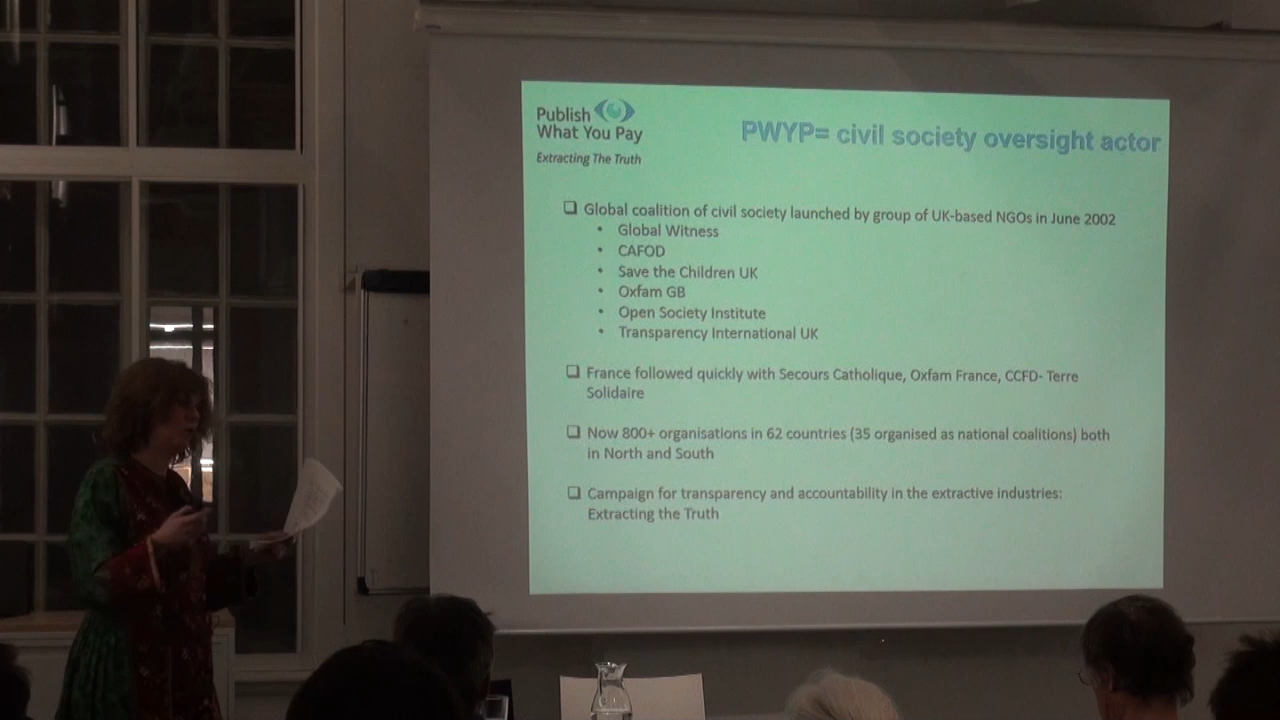 Publish
What You Pay
Extracting The Truth
PWYP= civil society oversight actor
❑ Global coalition of civil society launched by group of UK-based NGOs in June 2002
• Global Witness
• CAFOD
• Save the Children UK
• Oxfam GB
• Open Society Institute
• Transparency International UK
❑ France followed quickly with Secours Catholique, Oxfam France, CCFD- Terre
Solidaire
❑ Now 800+ organisations in 62 countries (35 organised as national coalitions) both
in North and South
❑ Campaign for transparency and accountability in the extractive industries:
Extracting the Truth